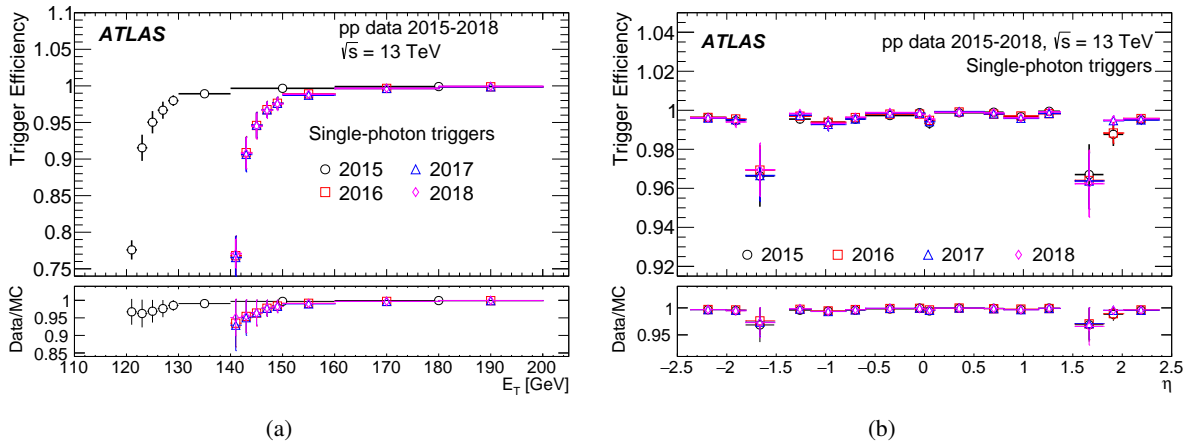 Trigger Efficiency
1.1
1.05
1
0.95
0.9
0.85
0.8
0.75
ATLAS
pp data 2015-2018
√s = 13 TeV
Single-photon triggers
2015
2017
2016
2018
Data/MC
1
0.95
0.9
0.85
110 120 130 140 150 160 170 180 190 200
E_T [GeV]
(a)
Trigger Efficiency
1.04
1.02
1
0.98
0.96
0.94
0.92
ATLAS
pp data 2015-2018, √s = 13 TeV
Single-photon triggers
2015 2016 2017 2018
Data/MC
1
0.95
−2.5 −2 −1.5 −1 −0.5 0 0.5 1 1.5 2 2.5
η
(b)